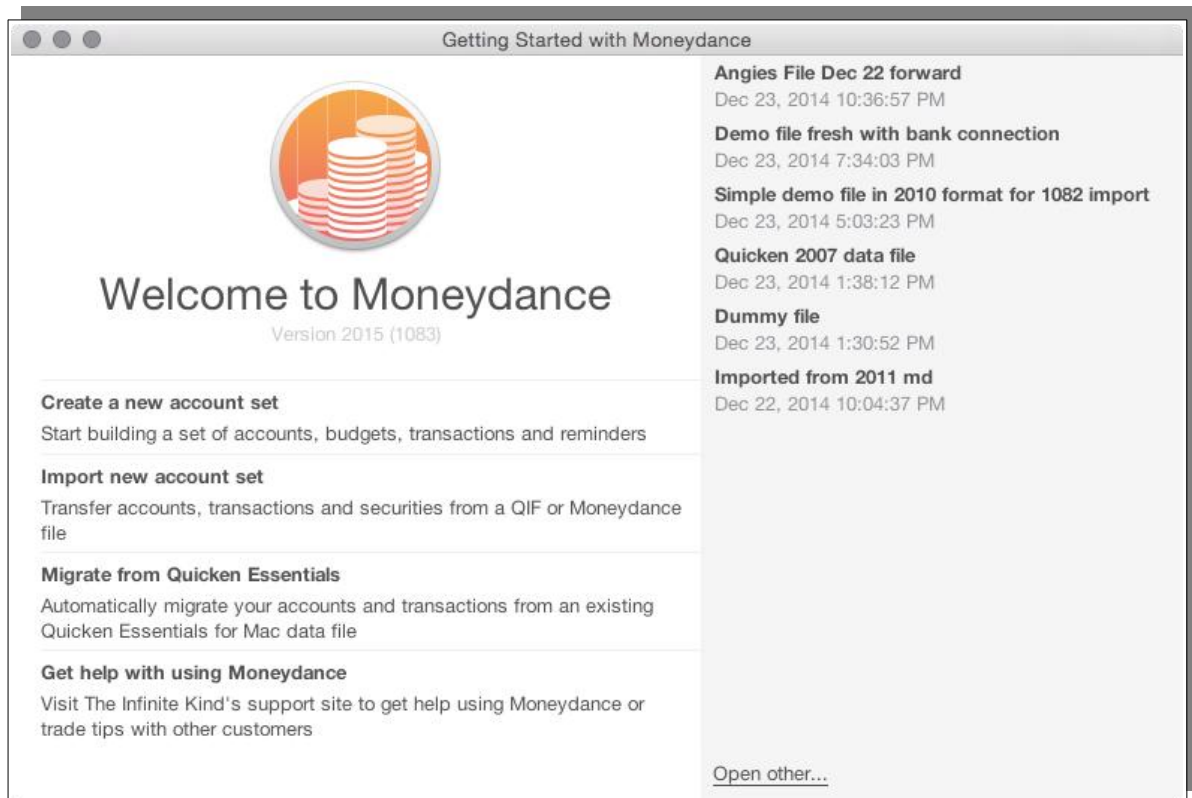 Getting Started with Moneydance
Welcome to Moneydance
Version 2015 (1083)
Create a new account set
Start building a set of accounts, budgets, transactions and reminders
Import new account set
Transfer accounts, transactions and securities from a QIF or Moneydance
file
Migrate from Quicken Essentials
Automatically migrate your accounts and transactions from an existing
Quicken Essentials for Mac data file
Get help with using Moneydance
Visit The Infinite Kind's support site to get help using Moneydance or
trade tips with other customers
Angies File Dec 22 forward
Dec 23, 2014 10:36:57 PM
Demo file fresh with bank connection
Dec 23, 2014 7:34:03 PM
Simple demo file in 2010 format for 1082 import
Dec 23, 2014 5:03:23 PM
Quicken 2007 data file
Dec 23, 2014 1:38:12 PM
Dummy file
Dec 23, 2014 1:30:52 PM
Imported from 2011 md
Dec 22, 2014 10:04:37 PM
Open other...